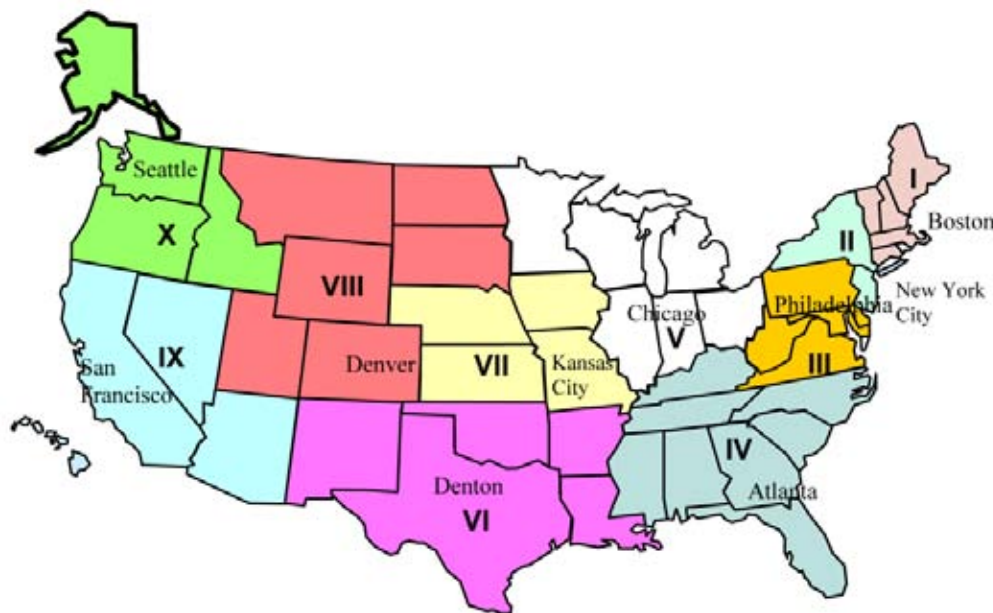 Seattle
I
Boston
X
II
VIII
New York
City
Philadelphia
Chicago
V
IX
San
Francisco
Denver
VII
Kansas
City
III
IV
Denton
Atlanta
VI